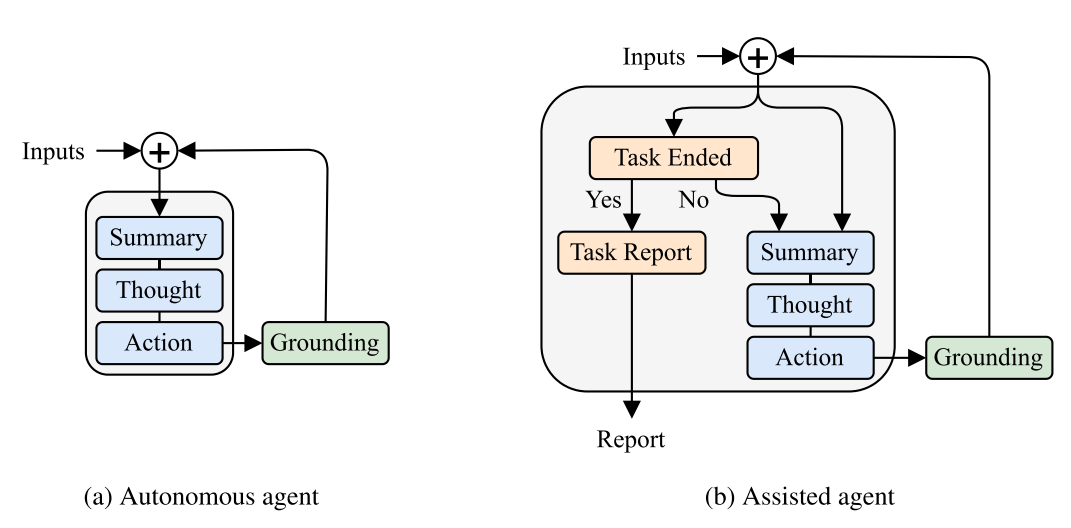 Inputs
+
Summary
Thought
Action
Grounding
(a) Autonomous agent
Inputs
+
Task Ended
Yes
No
Task Report
Summary
Thought
Action
Grounding
Report
(b) Assisted agent